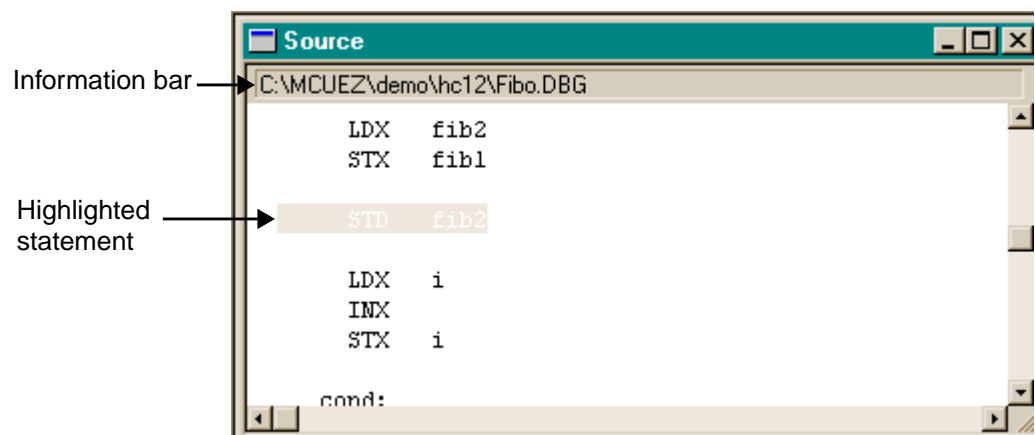 Source
Information bar
C:\MCUEZ\demo\hc12\Fibo.DBG
LDX fib2
STX fib1
Highlighted
statement
STD fib2
LDX i
INX
STX i
cond: